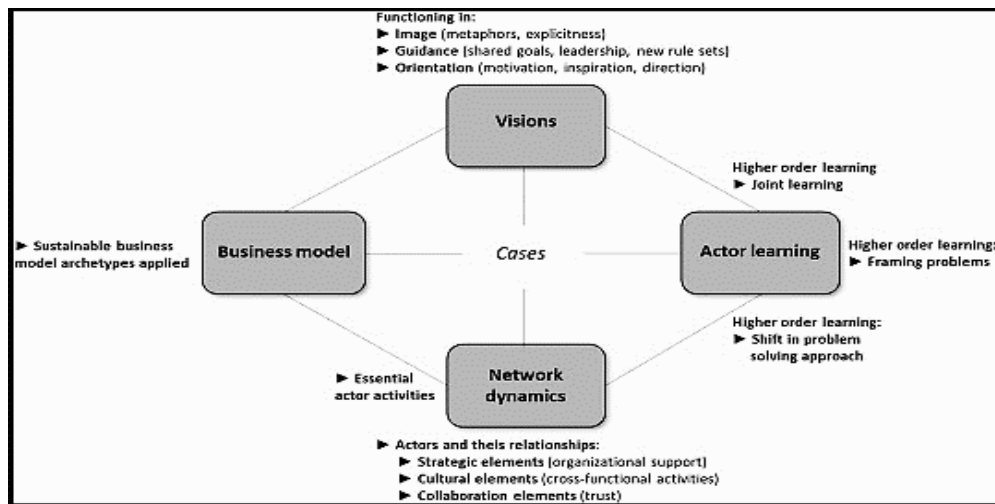 Functioning in:
► Image (metaphors, explicitness)
► Guidance (shared goals, leadership, new rule sets)
► Orientation (motivation, inspiration, direction)
Visions
Higher order learning
► Joint learning
► Sustainable business
model archetypes applied
Business model
Cases
Actor learning
Higher order learning:
► Framing problems
Higher order learning:
► Shift in problem
solving approach
► Essential
actor activities
Network
dynamics
► Actors and theis relationships:
► Strategic elements (organizational support)
► Cultural elements (cross-functional activities)
► Collaboration elements (trust)